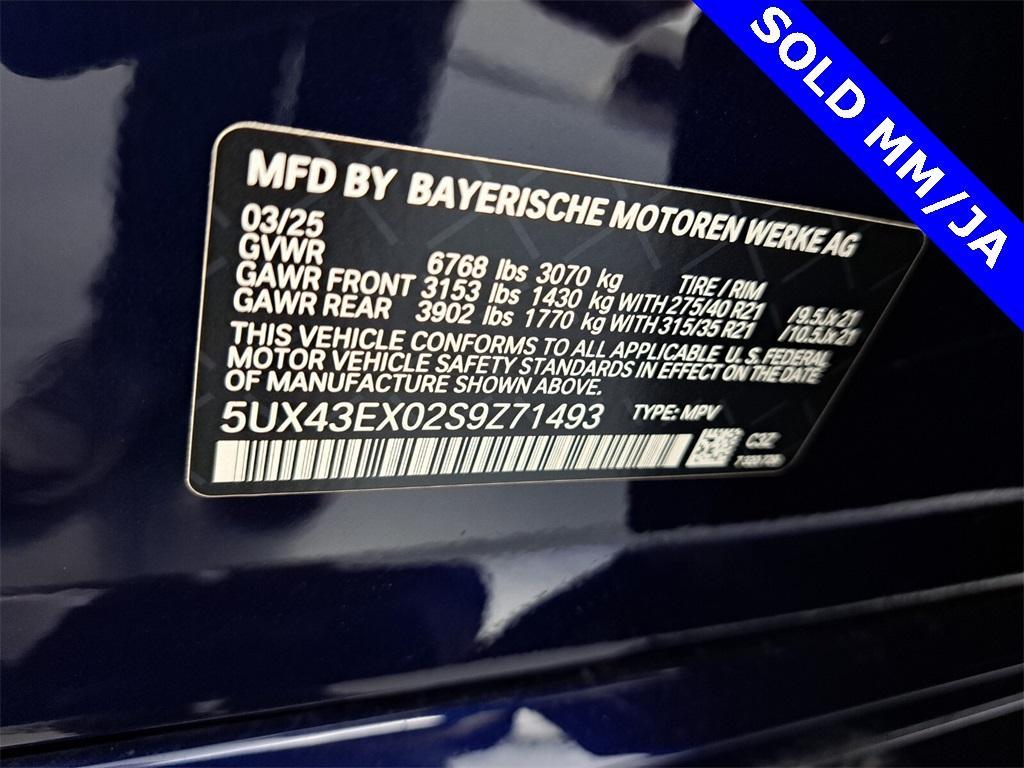 SOLD MM/JA
MFD BY BAYERISCHE MOTOREN WERKE AG
03/25
GVWR 6768 lbs 3070 kg TIRE / RIM
GAWR FRONT 3153 lbs 1430 kg WITH 275/40 R21 /9.5Jx21
GAWR REAR 3902 lbs 1770 kg WITH 315/35 R21 /10.5Jx21
THIS VEHICLE CONFORMS TO ALL APPLICABLE U.S. FEDERAL
MOTOR VEHICLE SAFETY STANDARDS IN EFFECT ON THE DATE
OF MANUFACTURE SHOWN ABOVE.
5UX43EX02S9Z71493 TYPE: MPV
C3Z